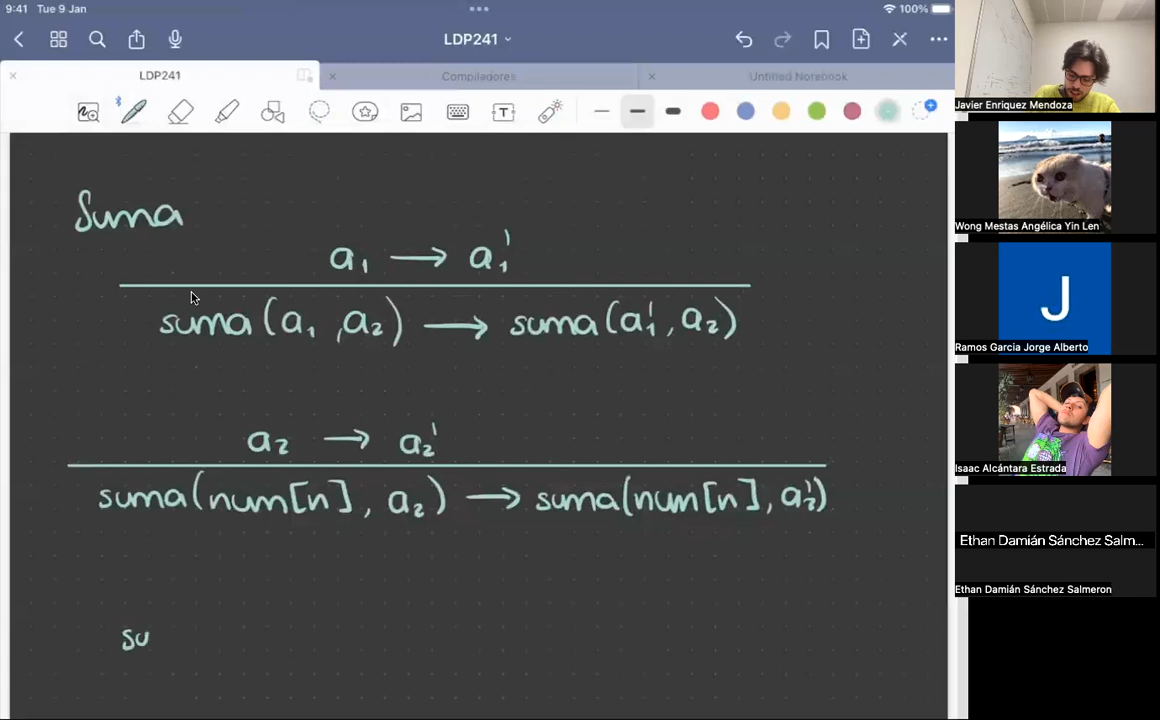 9:41 Tue 9 Jan
100%
LDP241
LDP241
Compiladores
Untitled Notebook
T
Suma
a₁ → a₁'
suma(a₁, a₂) → suma(a₁', a₂)
a₂ → a₂'
suma(num[n], a₂) → suma(num[n], a₂')
su
Javier Enriquez Mendoza
Wong Mestas Angélica Yin Len
J
Ramos Garcia Jorge Alberto
Isaac Alcántara Estrada
Ethan Damián Sánchez Salm...
Ethan Damián Sánchez Salmeron